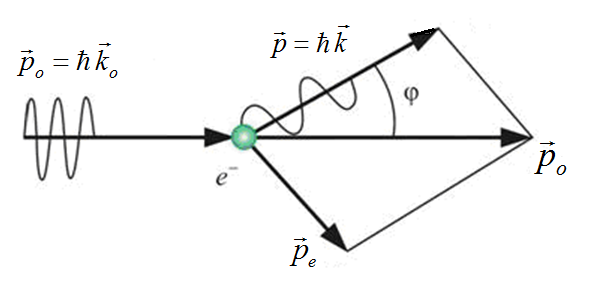 p⃗ₒ = ħk⃗ₒ
p⃗ = ħk⃗
φ
e⁻
p⃗ₒ
p⃗ₑ